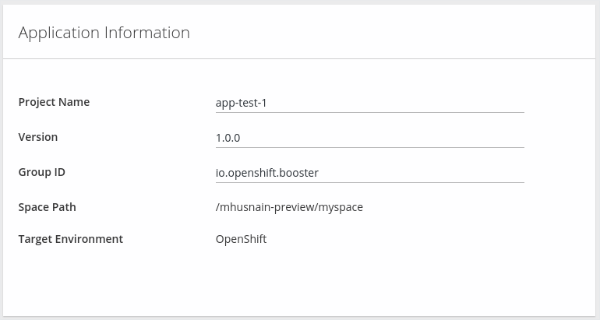 Application Information
Project Name app-test-1
Version 1.0.0
Group ID io.openshift.booster
Space Path /mhusnain-preview/myspace
Target Environment OpenShift